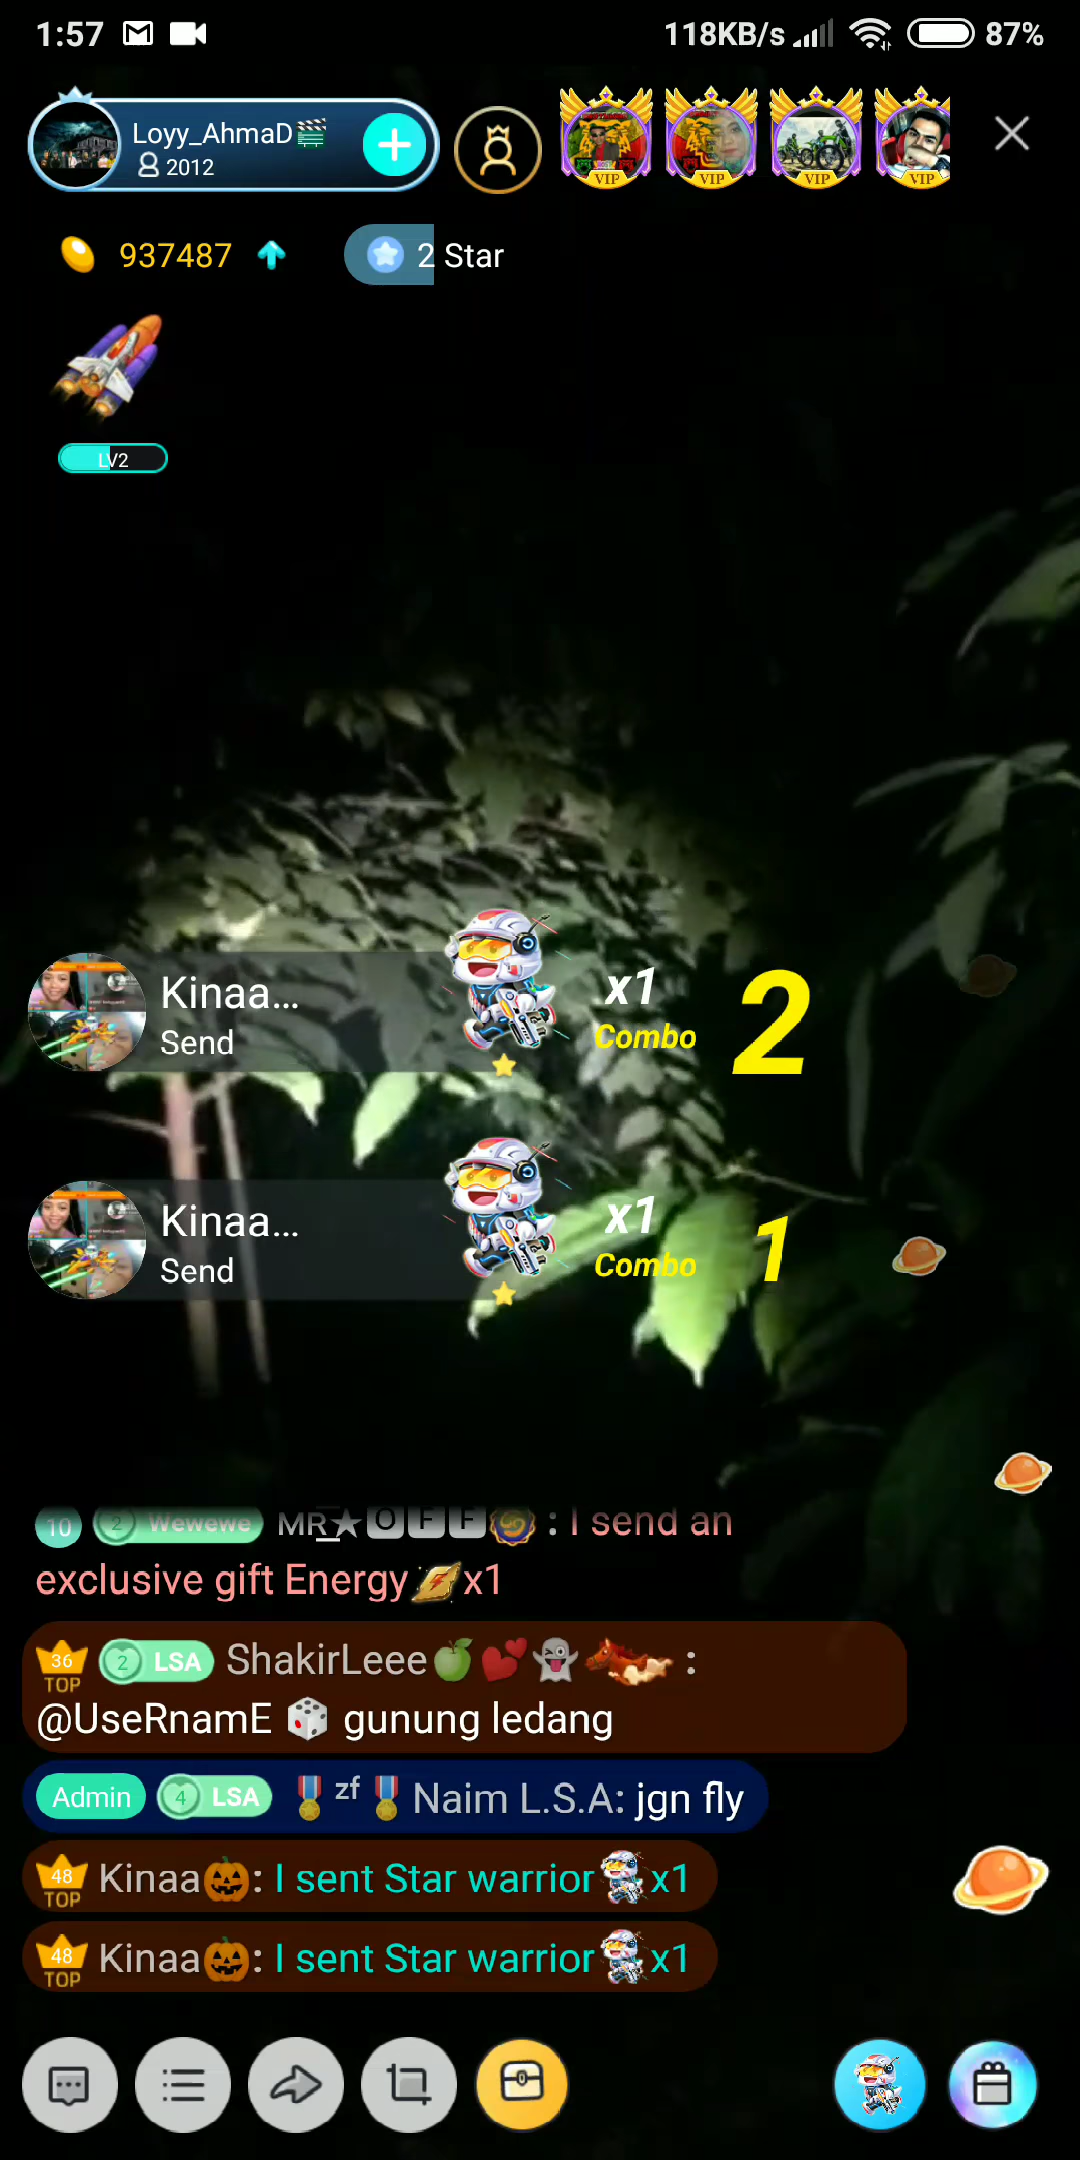 1:57 118KB/s 87%
Loyy_AhmaD🎬
2012
VIP VIP VIP VIP
937487 2 Star
LV2
Kinaa... x1 2
Send Combo
Kinaa... x1 1
Send Combo
10 2 Wewewe MR★OFF : I send an
exclusive gift Energy x1
36 TOP 2 LSA ShakirLeee🍏💕👻🐎 :
@UseRnamE 🎲 gunung ledang
Admin 4 LSA 🎖️zf🎖️Naim L.S.A: jgn fly
48 TOP Kinaa🎃: I sent Star warrior x1
48 TOP Kinaa🎃: I sent Star warrior x1